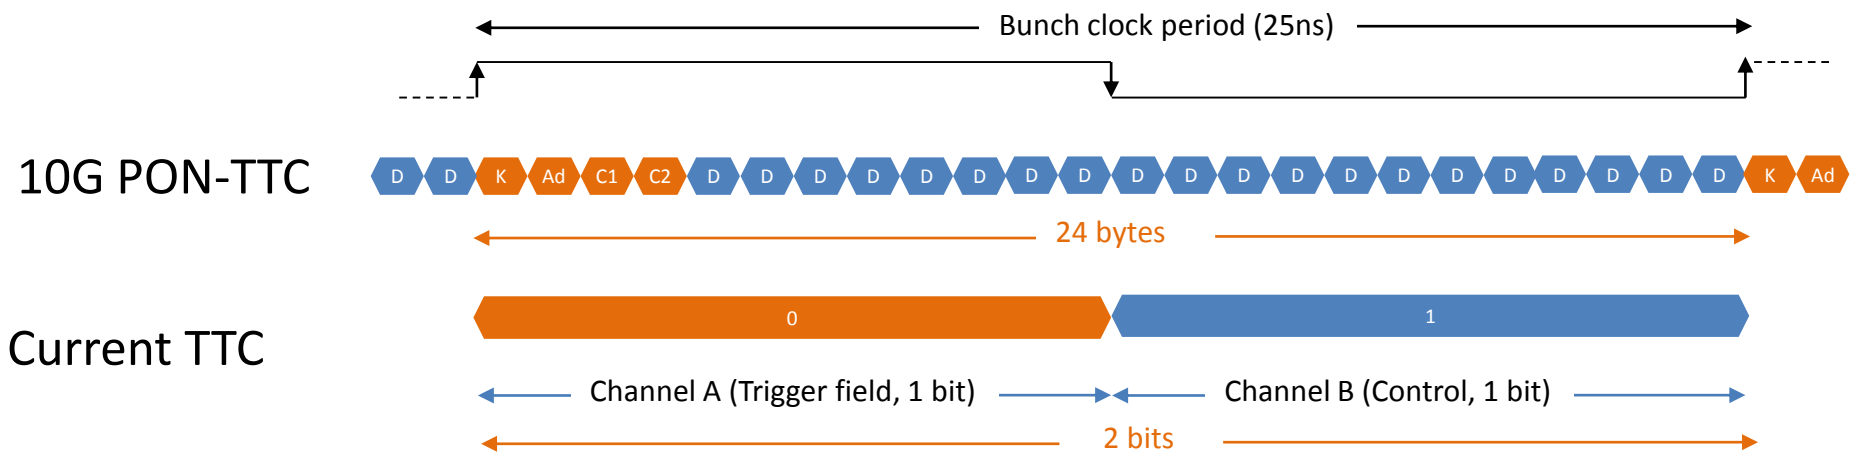 Bunch clock period (25ns)
10G PON-TTC D D K Ad C1 C2 D D D D D D D D D D D D D D D D D D D D K Ad
24 bytes
Current TTC 0 1
Channel A (Trigger field, 1 bit) Channel B (Control, 1 bit)
2 bits